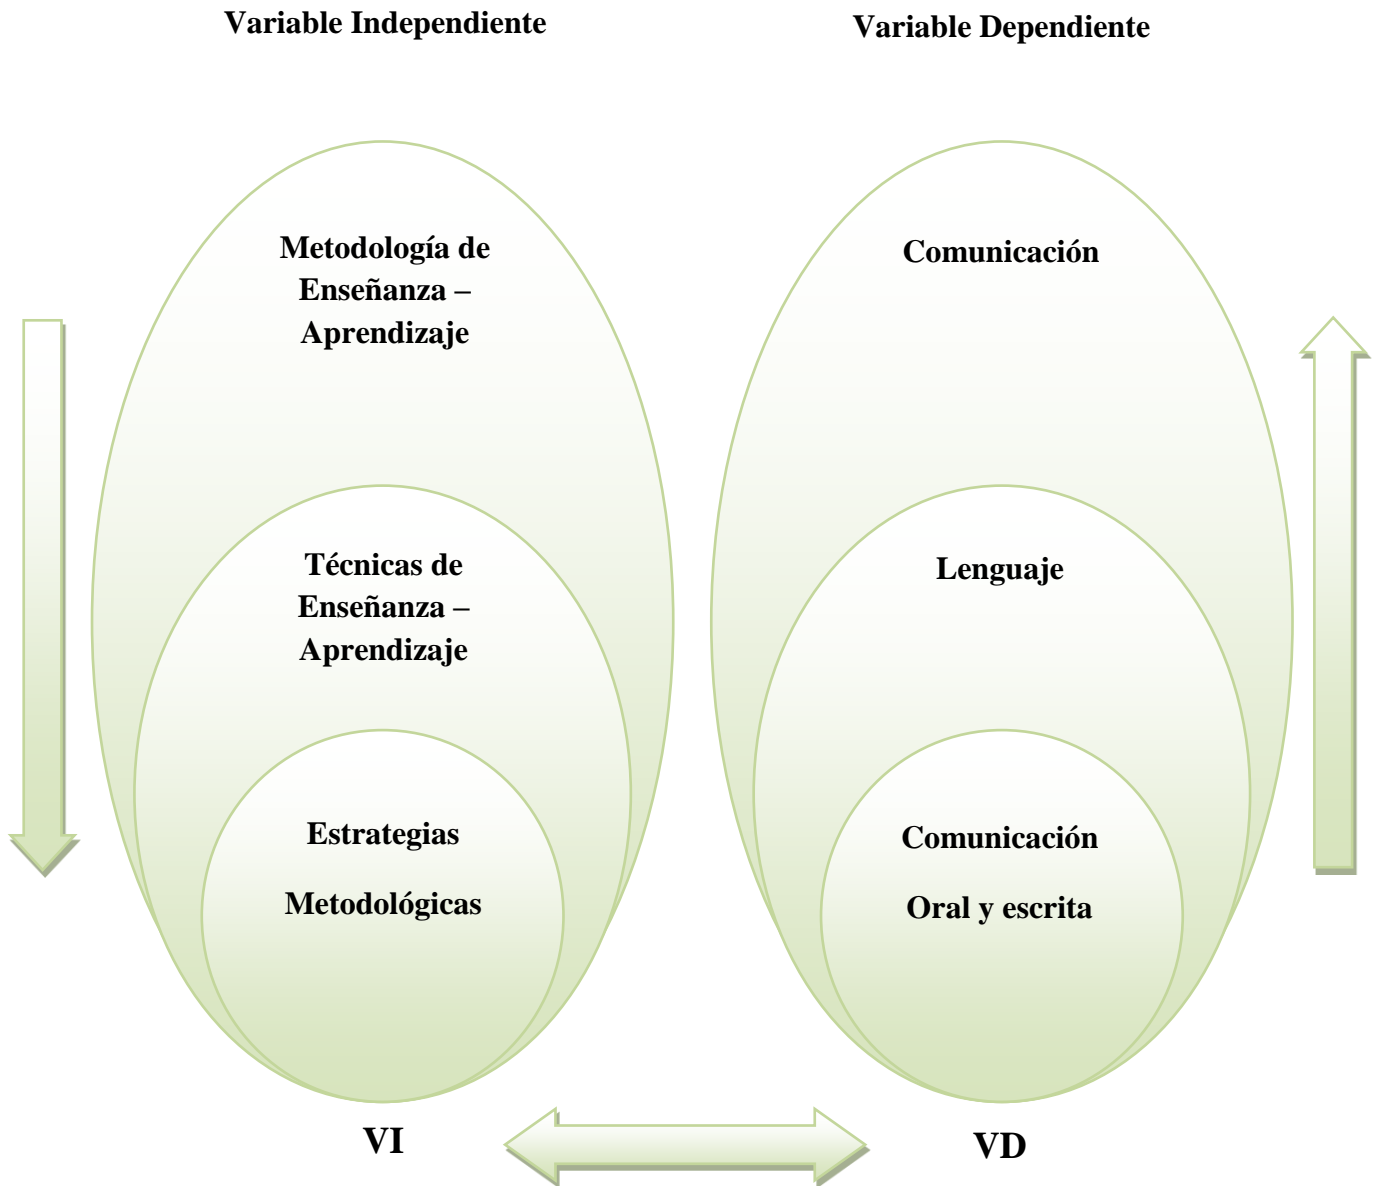 Variable Independiente
Variable Dependiente
Metodología de
Enseñanza –
Aprendizaje
Técnicas de
Enseñanza –
Aprendizaje
Estrategias
Metodológicas
Comunicación
Lenguaje
Comunicación
Oral y escrita
VI
VD